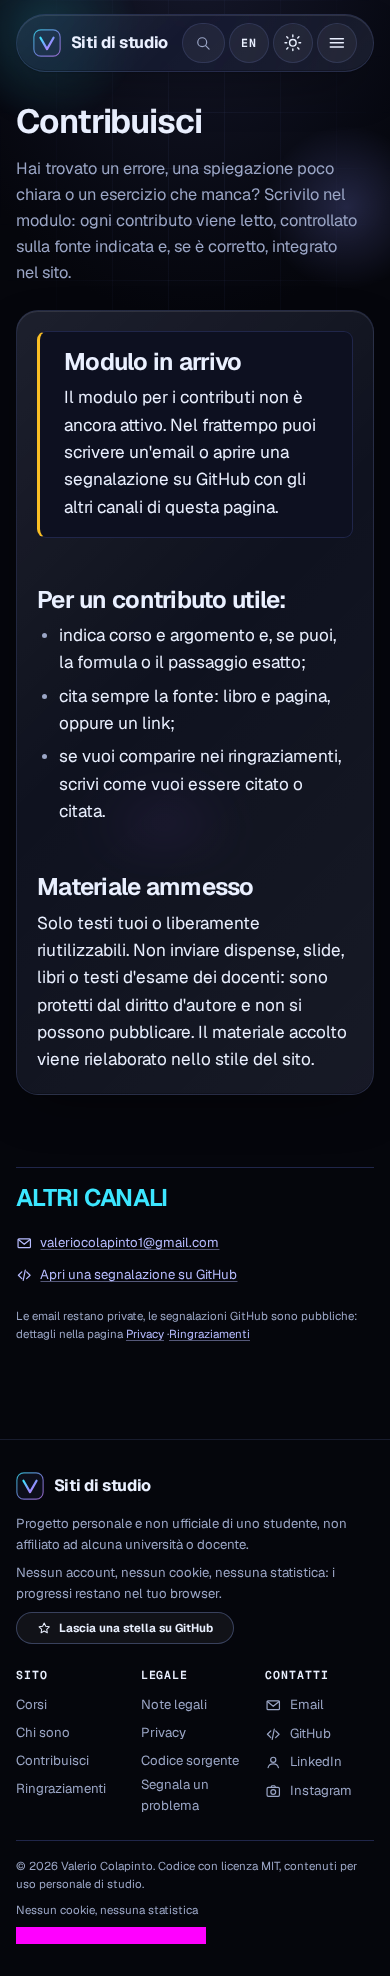 Siti di studio
EN
Contribuisci
Hai trovato un errore, una spiegazione poco
chiara o un esercizio che manca? Scrivilo nel
modulo: ogni contributo viene letto, controllato
sulla fonte indicata e, se è corretto, integrato
nel sito.
Modulo in arrivo
Il modulo per i contributi non è
ancora attivo. Nel frattempo puoi
scrivere un'email o aprire una
segnalazione su GitHub con gli
altri canali di questa pagina.
Per un contributo utile:
indica corso e argomento e, se puoi,
la formula o il passaggio esatto;
cita sempre la fonte: libro e pagina,
oppure un link;
se vuoi comparire nei ringraziamenti,
scrivi come vuoi essere citato o
citata.
Materiale ammesso
Solo testi tuoi o liberamente
riutilizzabili. Non inviare dispense, slide,
libri o testi d'esame dei docenti: sono
protetti dal diritto d'autore e non si
possono pubblicare. Il materiale accolto
viene rielaborato nello stile del sito.
ALTRI CANALI
valeriocolapinto1@gmail.com
Apri una segnalazione su GitHub
Le email restano private, le segnalazioni GitHub sono pubbliche:
dettagli nella pagina Privacy ·Ringraziamenti
Siti di studio
Progetto personale e non ufficiale di uno studente, non
affiliato ad alcuna università o docente.
Nessun account, nessun cookie, nessuna statistica: i
progressi restano nel tuo browser.
Lascia una stella su GitHub
SITO
Corsi
Chi sono
Contribuisci
Ringraziamenti
LEGALE
Note legali
Privacy
Codice sorgente
Segnala un
problema
CONTATTI
Email
GitHub
LinkedIn
Instagram
© 2026 Valerio Colapinto. Codice con licenza MIT, contenuti per
uso personale di studio.
Nessun cookie, nessuna statistica